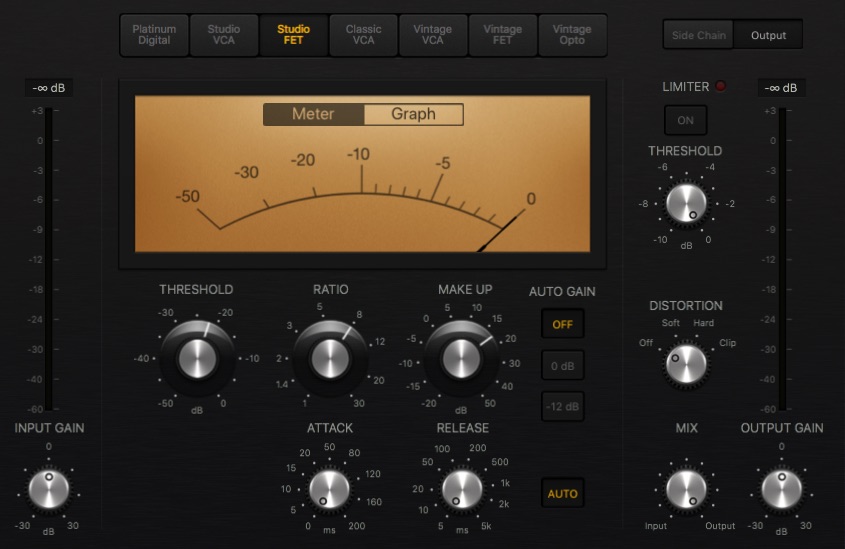 Platinum
Digital
Studio
VCA
Studio
FET
Classic
VCA
Vintage
VCA
Vintage
FET
Vintage
Opto
Side Chain
Output
-∞ dB
+3
0
-3
-6
-9
-12
-18
-24
-30
-40
-60
INPUT GAIN
0
-30
30
dB
Meter
Graph
-50
-30
-20
-10
-5
0
THRESHOLD
-30
-20
-40
-10
-50
0
dB
RATIO
5
3
8
2
12
1.4
20
1
30
MAKE UP
5
10
0
15
-5
20
-10
30
-15
40
-20
50
dB
AUTO GAIN
OFF
0 dB
-12 dB
ATTACK
50
20
80
15
120
10
160
5
0
200
ms
RELEASE
100
200
50
500
20
1k
10
2k
5
5k
ms
AUTO
LIMITER
ON
THRESHOLD
-6
-4
-8
-2
-10
0
dB
DISTORTION
Soft
Hard
Off
Clip
MIX
Input
Output
-∞ dB
+3
0
-3
-6
-9
-12
-18
-24
-30
-40
-60
OUTPUT GAIN
0
-30
30
dB